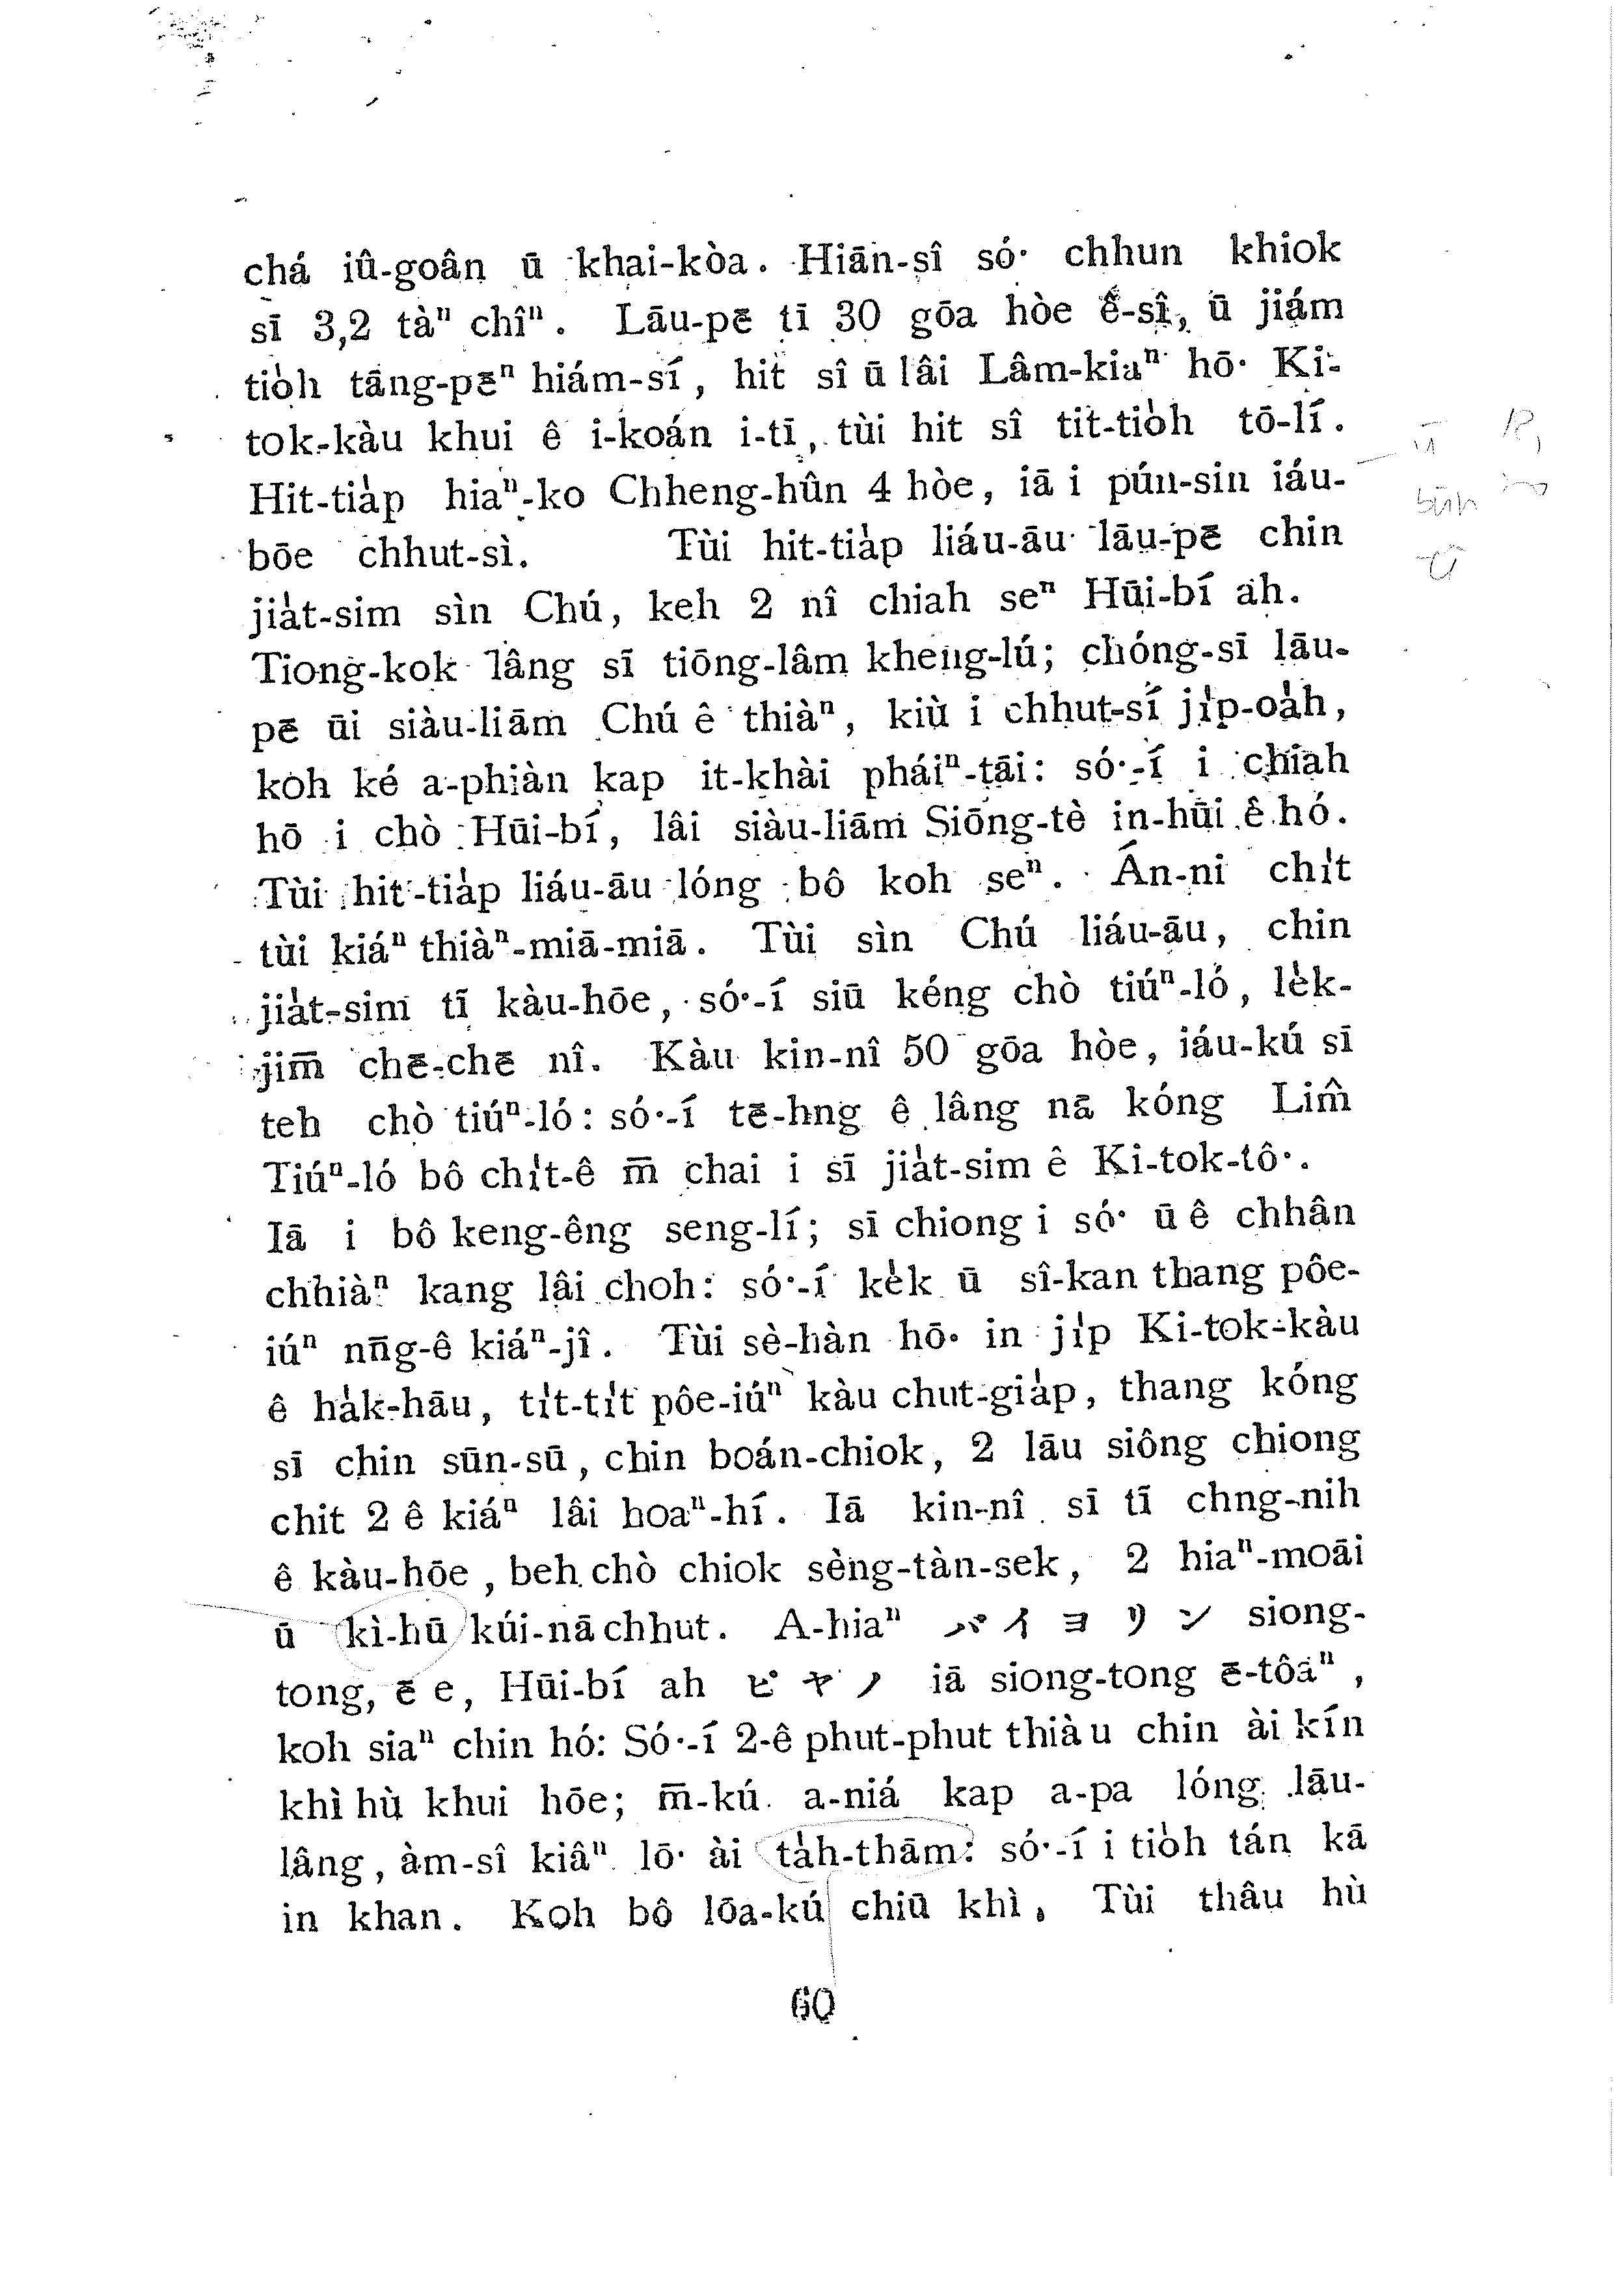 chá iû-goân ū khai-kòa. Hiān-sî só͘ chhun khiok
sī 3,2 tàⁿ chîⁿ. Lāu-pē tī 30 gōa hòe ê-sî, ū jiám
tio̍h tāng-pēⁿ hiám-sí, hit sî ū lâi Lâm-kiaⁿ hō͘ Ki-
tok-kàu khui ê i-koán i-tī, tùi hit sî tit-tio̍h tō-lí.
Hit-tia̍p hiaⁿ-ko Chheng-hûn 4 hòe, iā i pún-sin iáu-
bōe chhut-sì. Tùi hit-tia̍p liáu-āu lāu-pē chin
jia̍t-sim sìn Chú, keh 2 nî chiah seⁿ Hūi-bí ah.
Tiong-kok lâng sī tiōng-lâm kheng-lú; chóng-sī lāu-
pē ūi siàu-liām Chú ê thiàⁿ, kiù i chhut-sí ji̍p-oa̍h,
koh ké a-phiàn kap it-khài pháiⁿ-tāi: só͘-í i chiah
hō i chò Hūi-bí, lâi siàu-liām Siōng-tè in-hūi ê hó.
Tùi hit-tia̍p liáu-āu lóng bô koh seⁿ. Án-ni chi̍t
tùi kiáⁿ thiàⁿ-miā-miā. Tùi sìn Chú liáu-āu, chin
jia̍t-sim tī kàu-hōe, só͘-í siū kéng chò tiúⁿ-ló, le̍k-
jim̄ chē-chē nî. Kàu kin-nî 50 gōa hòe, iáu-kú sī
teh chò tiúⁿ-ló: só͘-í tē-hng ê lâng nā kóng Lim̂
Tiúⁿ-ló bô chi̍t-ê m̄ chai i sī jia̍t-sim ê Ki-tok-tô͘.
Iā i bô keng-êng seng-lí; sī chiong i só͘ ū ê chhân
chhiàⁿ kang lâi choh: só͘-í ke̍k ū sî-kan thang pôe-
iúⁿ nn̄g-ê kiáⁿ-jî. Tùi sè-hàn hō͘ in ji̍p Ki-tok-kàu
ê ha̍k-hāu, ti̍t-ti̍t pôe-iúⁿ kàu chut-gia̍p, thang kóng
sī chin sūn-sū, chin boán-chiok, 2 lāu siông chiong
chit 2 ê kiáⁿ lâi hoaⁿ-hí. Iā kin-nî sī tī chng-nih
ê kàu-hōe, beh chò chiok sèng-tàn-sek, 2 hiaⁿ-moāi
ū kì-hū kúi-nā chhut. A-hiaⁿ バイヨリン siong-
tong, ē e, Hūi-bí ah ピヤノ iā siong-tong ē-tôaⁿ,
koh siaⁿ chin hó: Só͘-í 2-ê phut-phut thiàu chin ài kín
khì hù khui hōe; m̄-kú a-niá kap a-pa lóng lāu-
lâng, àm-sî kiâⁿ lō͘ ài ta̍h-thām: só͘-í i tio̍h tán kā
in khan. Koh bô lōa-kú chiū khì. Tùi thâu hù
60